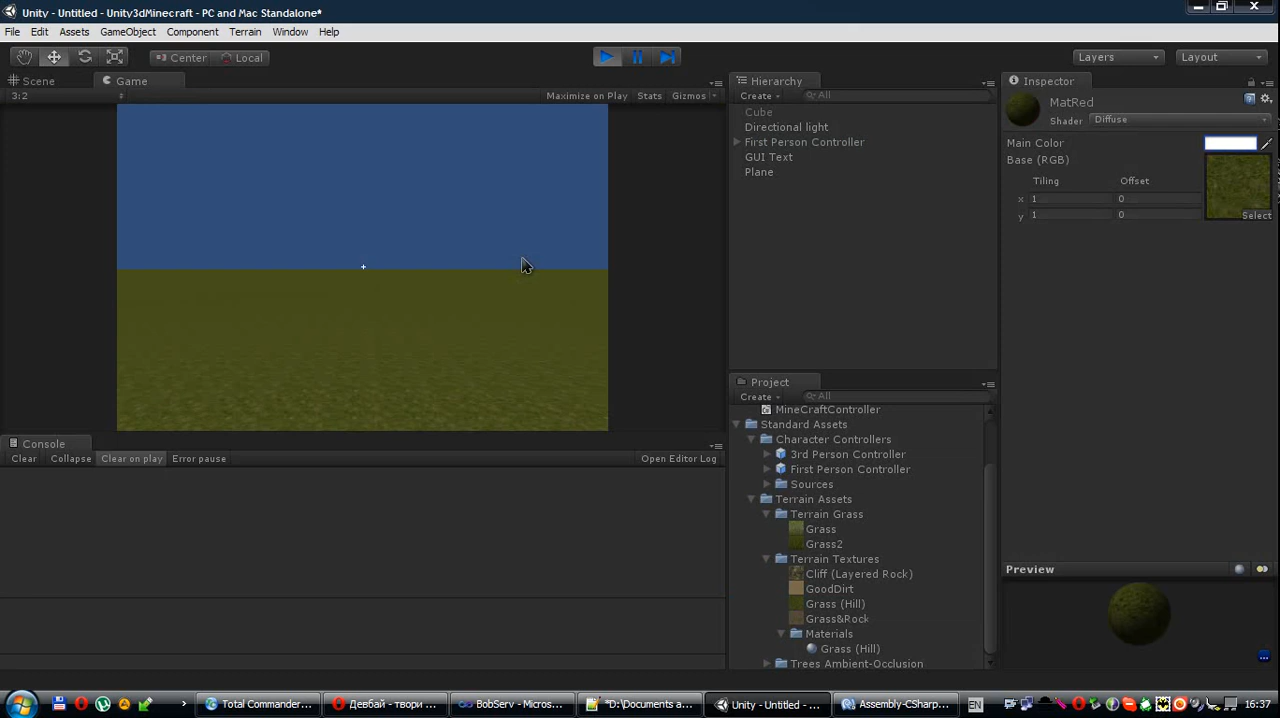 Unity - Untitled - Unity3dMinecraft - PC and Mac Standalone*
File Edit Assets GameObject Component Terrain Window Help
Center Local Layers Layout
Scene Game Hierarchy Inspector
3:2 Maximize on Play Stats Gizmos Create All MatRed
Shader Diffuse
Cube
Directional light
First Person Controller
GUI Text
Plane
Main Color
Base (RGB)
Tiling Offset
x 1 0
y 1 0
Select
Project
Create All
MineCraftController
Standard Assets
Character Controllers
3rd Person Controller
First Person Controller
Sources
Terrain Assets
Terrain Grass
Grass
Grass2
Terrain Textures
Cliff (Layered Rock)
GoodDirt
Grass (Hill)
Grass&Rock
Materials
Grass (Hill)
Trees Ambient-Occlusion
Console
Clear Collapse Clear on play Error pause Open Editor Log
Preview
Total Commander... Дебай - твори ... BobServ - Micros... *D:\Documents a... Unity - Untitled - ... Assembly-CSharp... EN 16:37